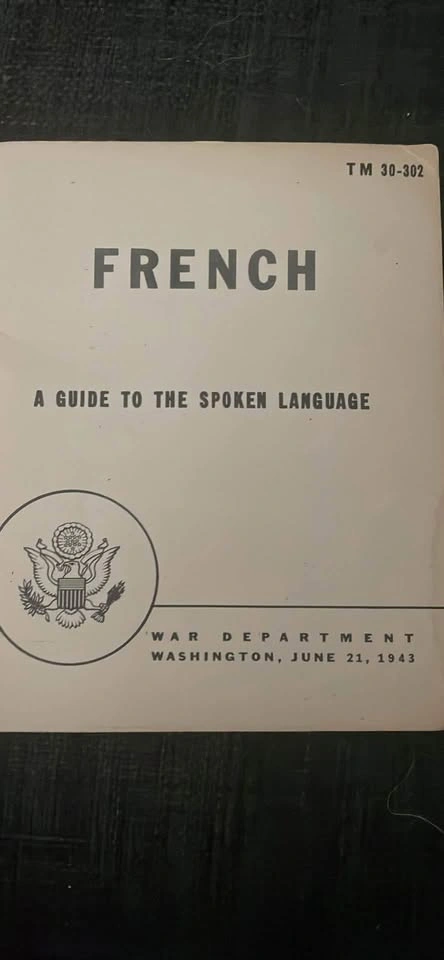 TM 30-302
FRENCH
A GUIDE TO THE SPOKEN LANGUAGE
WAR DEPARTMENT
WASHINGTON, JUNE 21, 1943